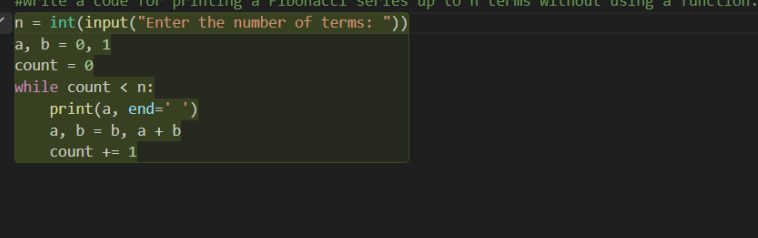 #Write a code for printing a Fibonacci series up to n terms without using a function.
n = int(input("Enter the number of terms: "))
a, b = 0, 1
count = 0
while count < n:
    print(a, end=' ')
    a, b = b, a + b
    count += 1